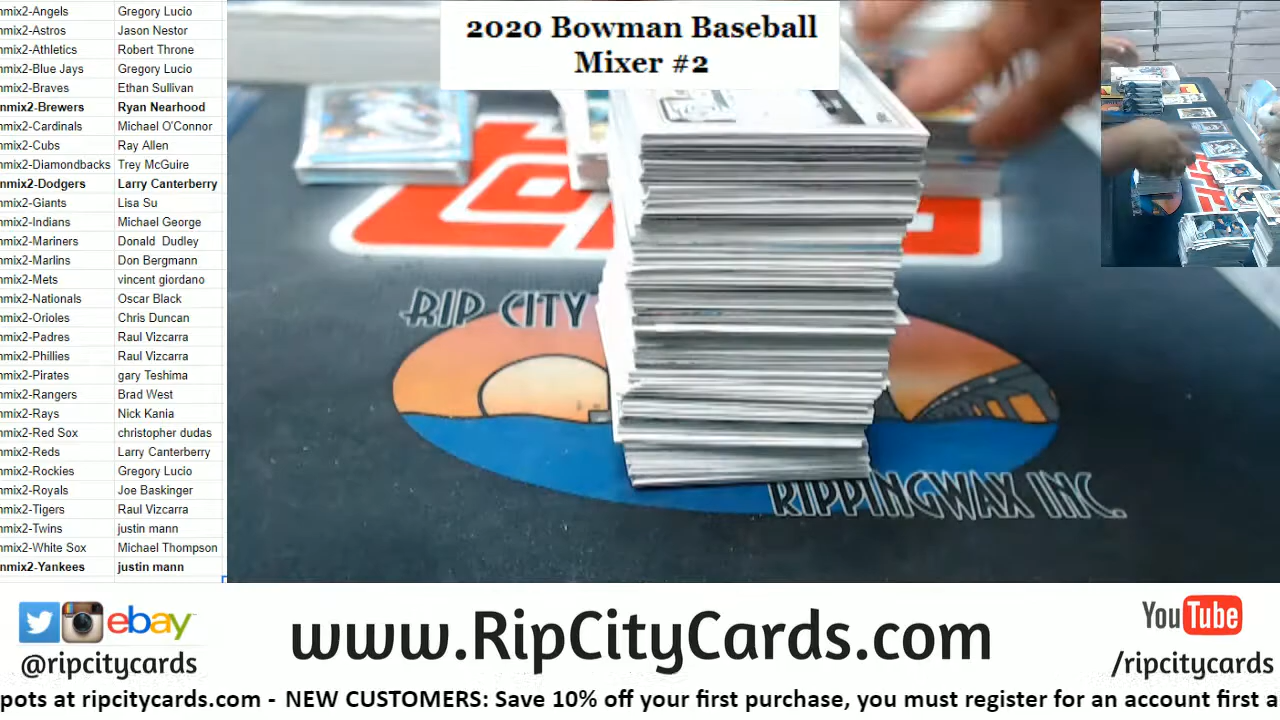 2020 Bowman Baseball
Mixer #2
nmix2-Angels Gregory Lucio
nmix2-Astros Jason Nestor
nmix2-Athletics Robert Throne
nmix2-Blue Jays Gregory Lucio
nmix2-Braves Ethan Sullivan
nmix2-Brewers Ryan Nearhood
nmix2-Cardinals Michael O'Connor
nmix2-Cubs Ray Allen
nmix2-Diamondbacks Trey McGuire
nmix2-Dodgers Larry Canterberry
nmix2-Giants Lisa Su
nmix2-Indians Michael George
nmix2-Mariners Donald Dudley
nmix2-Marlins Don Bergmann
nmix2-Mets vincent giordano
nmix2-Nationals Oscar Black
nmix2-Orioles Chris Duncan
nmix2-Padres Raul Vizcarra
nmix2-Phillies Raul Vizcarra
nmix2-Pirates gary Teshima
nmix2-Rangers Brad West
nmix2-Rays Nick Kania
nmix2-Red Sox christopher dudas
nmix2-Reds Larry Canterberry
nmix2-Rockies Gregory Lucio
nmix2-Royals Joe Baskinger
nmix2-Tigers Raul Vizcarra
nmix2-Twins justin mann
nmix2-White Sox Michael Thompson
nmix2-Yankees justin mann
RIP CITY
RIPPINGWAX INC.
ebay
@ripcitycards
www.RipCityCards.com
YouTube
/ripcitycards
pots at ripcitycards.com - NEW CUSTOMERS: Save 10% off your first purchase, you must register for an account first a